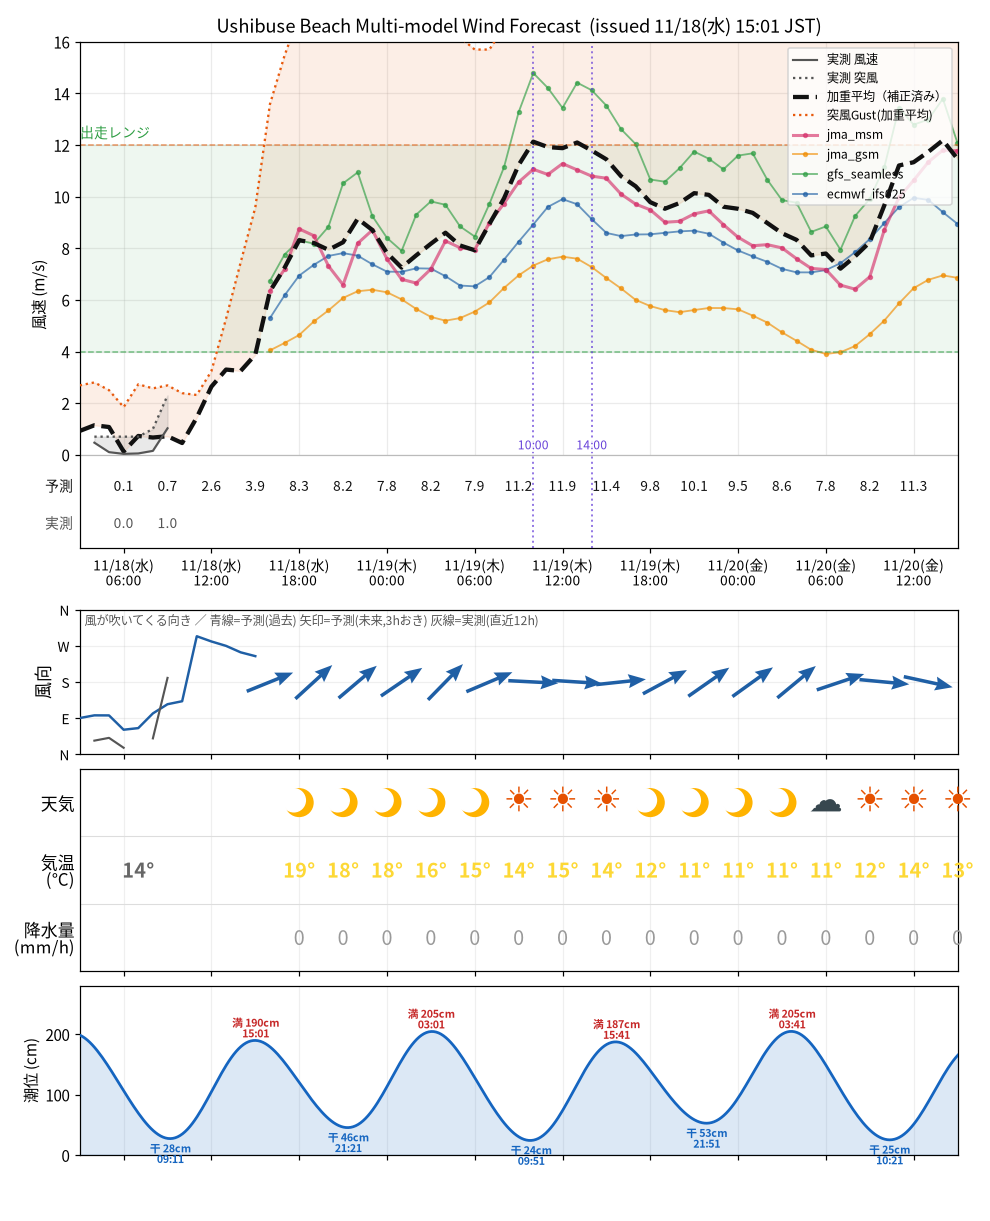 Ushibuse Beach Multi-model Wind Forecast  (issued 11/18(水) 15:01 JST)
16
14
12
10
8
6
4
2
0
風速 (m/s)
出走レンジ
実測 風速
実測 突風
加重平均（補正済み）
突風Gust(加重平均)
jma_msm
jma_gsm
gfs_seamless
ecmwf_ifs025
10:00 14:00
予測 0.1 0.7 2.6 3.9 8.3 8.2 7.8 8.2 7.9 11.2 11.9 11.4 9.8 10.1 9.5 8.6 7.8 8.2 11.3
実測 0.0 1.0
11/18(水) 11/18(水) 11/18(水) 11/19(木) 11/19(木) 11/19(木) 11/19(木) 11/20(金) 11/20(金) 11/20(金)
06:00 12:00 18:00 00:00 06:00 12:00 18:00 00:00 06:00 12:00
風が吹いてくる向き ／ 青線=予測(過去) 矢印=予測(未来,3hおき) 灰線=実測(直近12h)
N
W
S
E
N
風向
天気
気温
(℃)
14° 19° 18° 18° 16° 15° 14° 15° 14° 12° 11° 11° 11° 11° 12° 14° 13°
降水量
(mm/h)
0 0 0 0 0 0 0 0 0 0 0 0 0 0 0 0
200
100
0
潮位 (cm)
満 190cm
15:01
満 205cm
03:01
満 187cm
15:41
満 205cm
03:41
干 28cm
09:11
干 46cm
21:21
干 24cm
09:51
干 53cm
21:51
干 25cm
10:21